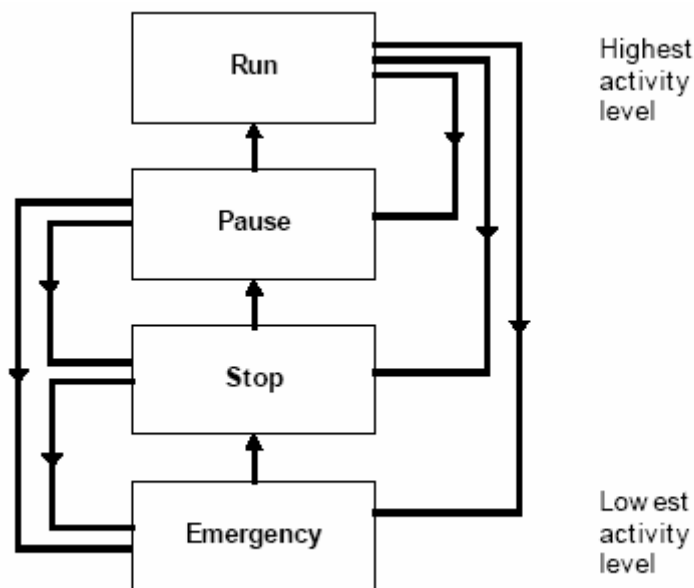 Run
Highest
activity
level
Pause
Stop
Emergency
Lowest
activity
level